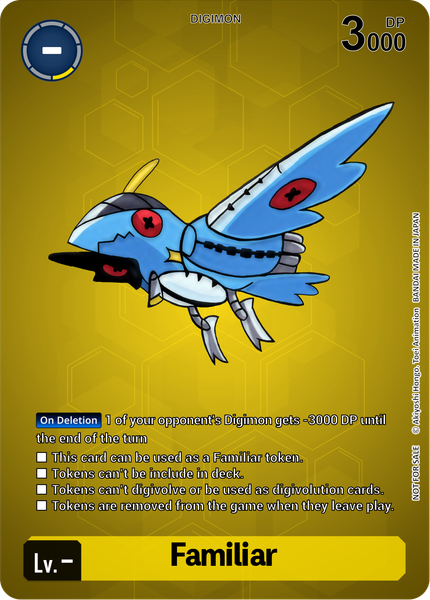 DIGIMON
-
3000
DP
On Deletion 1 of your opponent's Digimon gets -3000 DP until
the end of the turn
■ This card can be used as a Familiar token.
■ Tokens can't be include in deck.
■ Tokens can't digivolve or be used as digivolution cards.
■ Tokens are removed from the game when they leave play.
NOT FOR SALE © Akiyoshi Hongo, Toei Animation BANDAI MADE IN JAPAN
Lv.-
Familiar